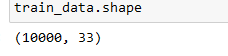 train_data.shape
(10000, 33)